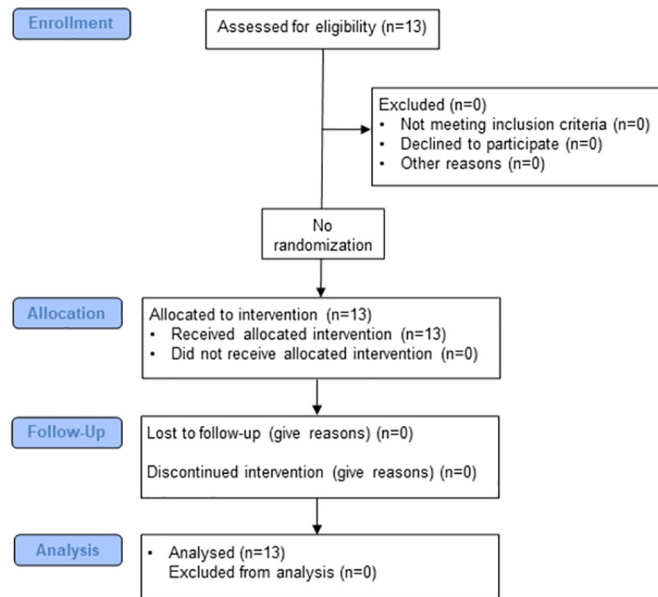 Enrollment
Assessed for eligibility (n=13)
Excluded (n=0)
• Not meeting inclusion criteria (n=0)
• Declined to participate (n=0)
• Other reasons (n=0)
No
randomization
Allocation
Allocated to intervention (n=13)
• Received allocated intervention (n=13)
• Did not receive allocated intervention (n=0)
Follow-Up
Lost to follow-up (give reasons) (n=0)
Discontinued intervention (give reasons) (n=0)
Analysis
• Analysed (n=13)
Excluded from analysis (n=0)